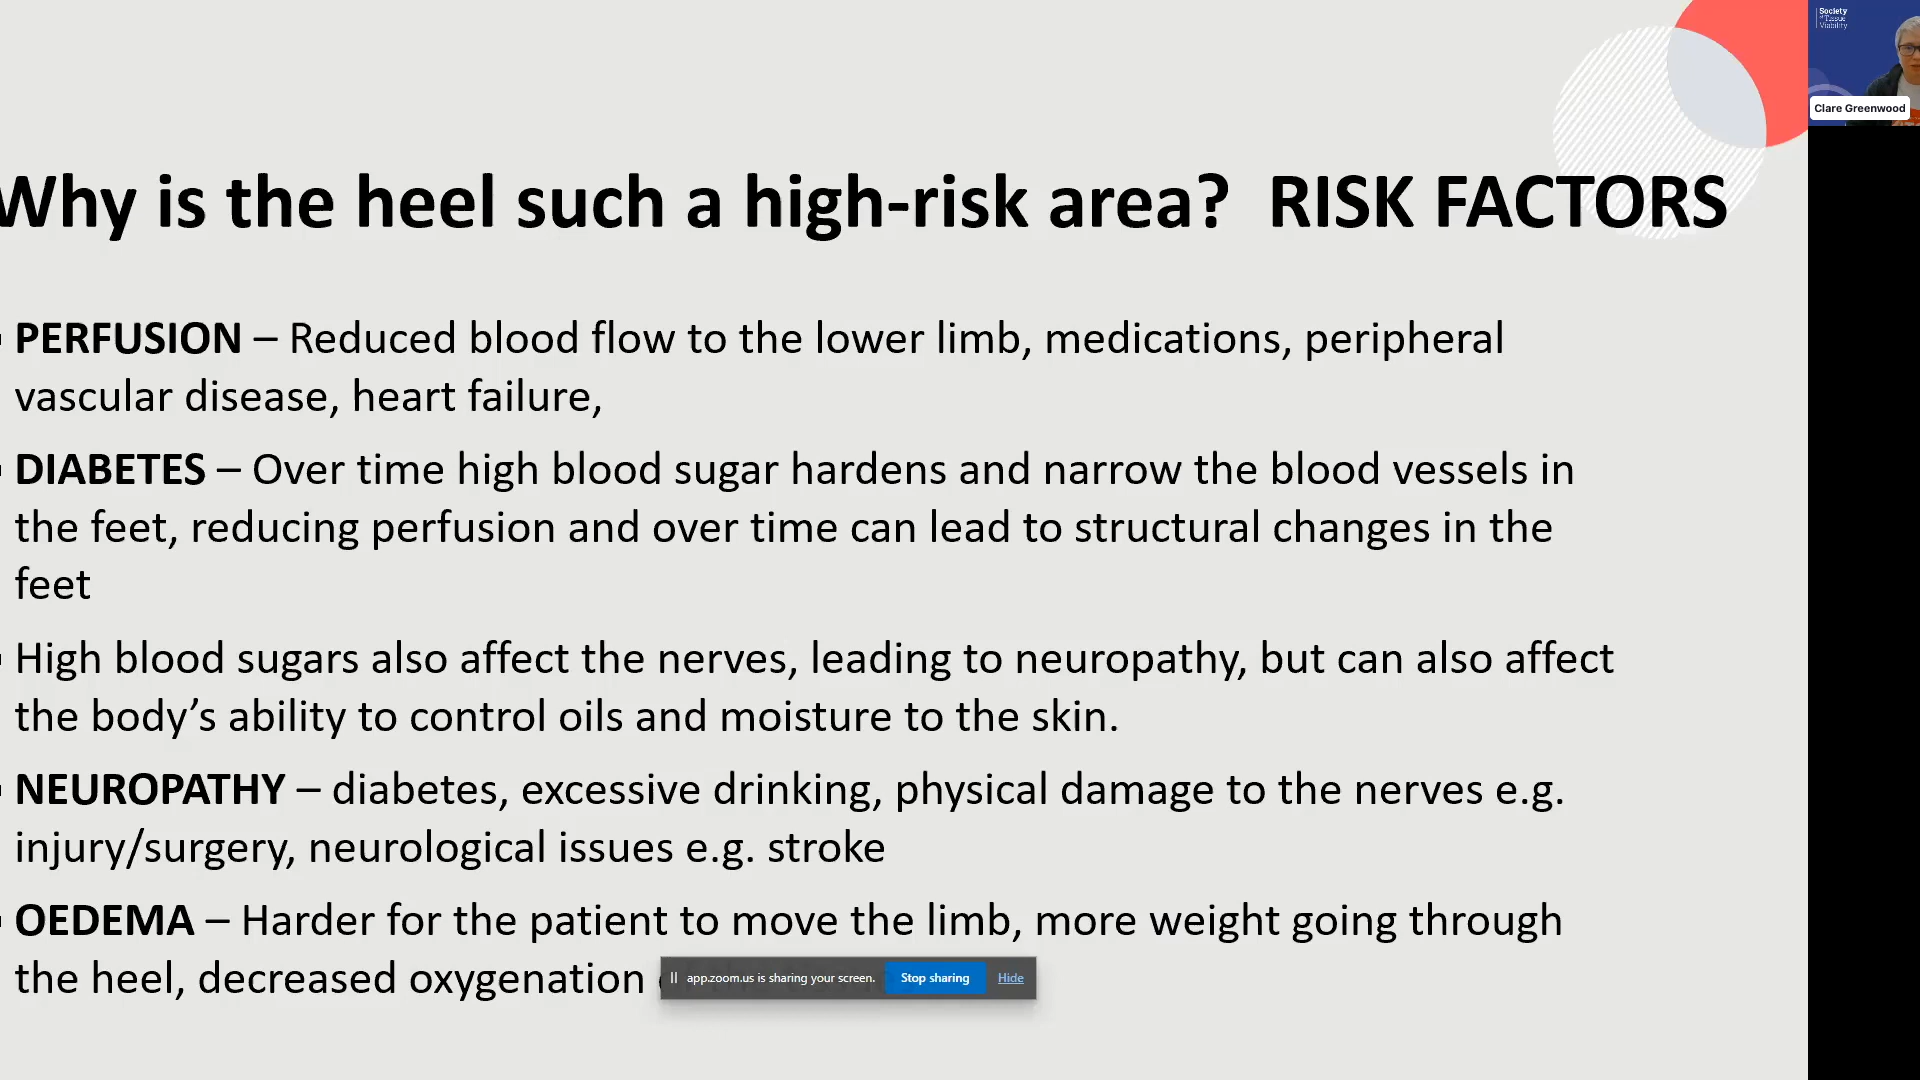 Society
of Tissue
Viability
Clare Greenwood
Why is the heel such a high-risk area? RISK FACTORS
PERFUSION – Reduced blood flow to the lower limb, medications, peripheral
vascular disease, heart failure,
DIABETES – Over time high blood sugar hardens and narrow the blood vessels in
the feet, reducing perfusion and over time can lead to structural changes in the
feet
High blood sugars also affect the nerves, leading to neuropathy, but can also affect
the body’s ability to control oils and moisture to the skin.
NEUROPATHY – diabetes, excessive drinking, physical damage to the nerves e.g.
injury/surgery, neurological issues e.g. stroke
OEDEMA – Harder for the patient to move the limb, more weight going through
the heel, decreased oxygenation
app.zoom.us is sharing your screen. Stop sharing Hide